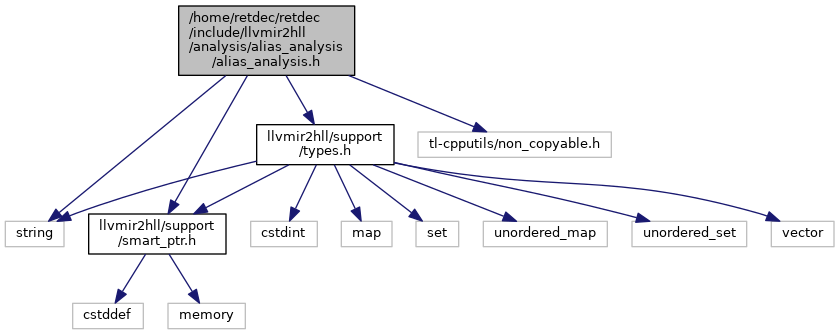 /home/retdec/retdec
/include/llvmir2hll
/analysis/alias_analysis
/alias_analysis.h
llvmir2hll/support
/types.h
tl-cpputils/non_copyable.h
string
llvmir2hll/support
/smart_ptr.h
cstdint
map
set
unordered_map
unordered_set
vector
cstddef
memory